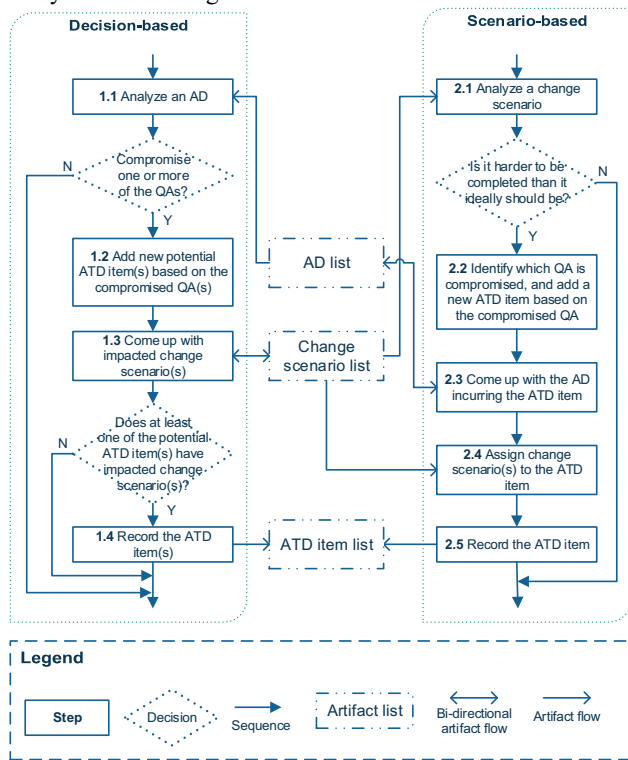 Decision-based
1.1 Analyze an AD
Compromise
one or more
of the QAs?
N
Y
1.2 Add new potential
ATD item(s) based on the
compromised QA(s)
1.3 Come up with
impacted change
scenario(s)
Does at least
one of the potential
ATD item(s) have
impacted change
scenario(s)?
N
Y
1.4 Record the ATD
item(s)
AD list
Change
scenario list
ATD item list
Scenario-based
2.1 Analyze a change
scenario
Is it harder to be
completed than it
ideally should be?
N
Y
2.2 Identify which QA is
compromised, and add a
new ATD item based on
the compromised QA
2.3 Come up with the AD
incurring the ATD item
2.4 Assign change
scenario(s) to the ATD
item
2.5 Record the ATD item
Legend
Step
Decision
Sequence
Artifact list
Bi-directional
artifact flow
Artifact flow